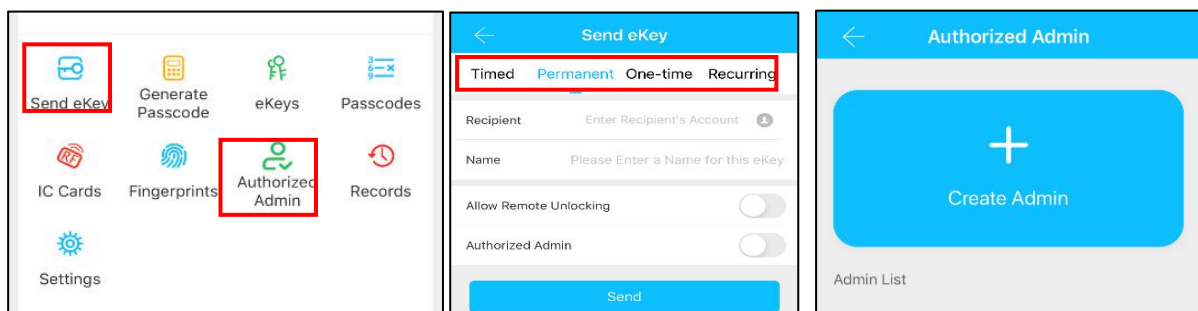 Send eKey
Generate
Passcode
eKeys
Passcodes
IC Cards
Fingerprints
Authorized
Admin
Records
Settings
Send eKey
Timed Permanent One-time Recurring
Recipient Enter Recipient's Account
Name Please Enter a Name for this eKey
Allow Remote Unlocking
Authorized Admin
Send
Authorized Admin
Create Admin
Admin List